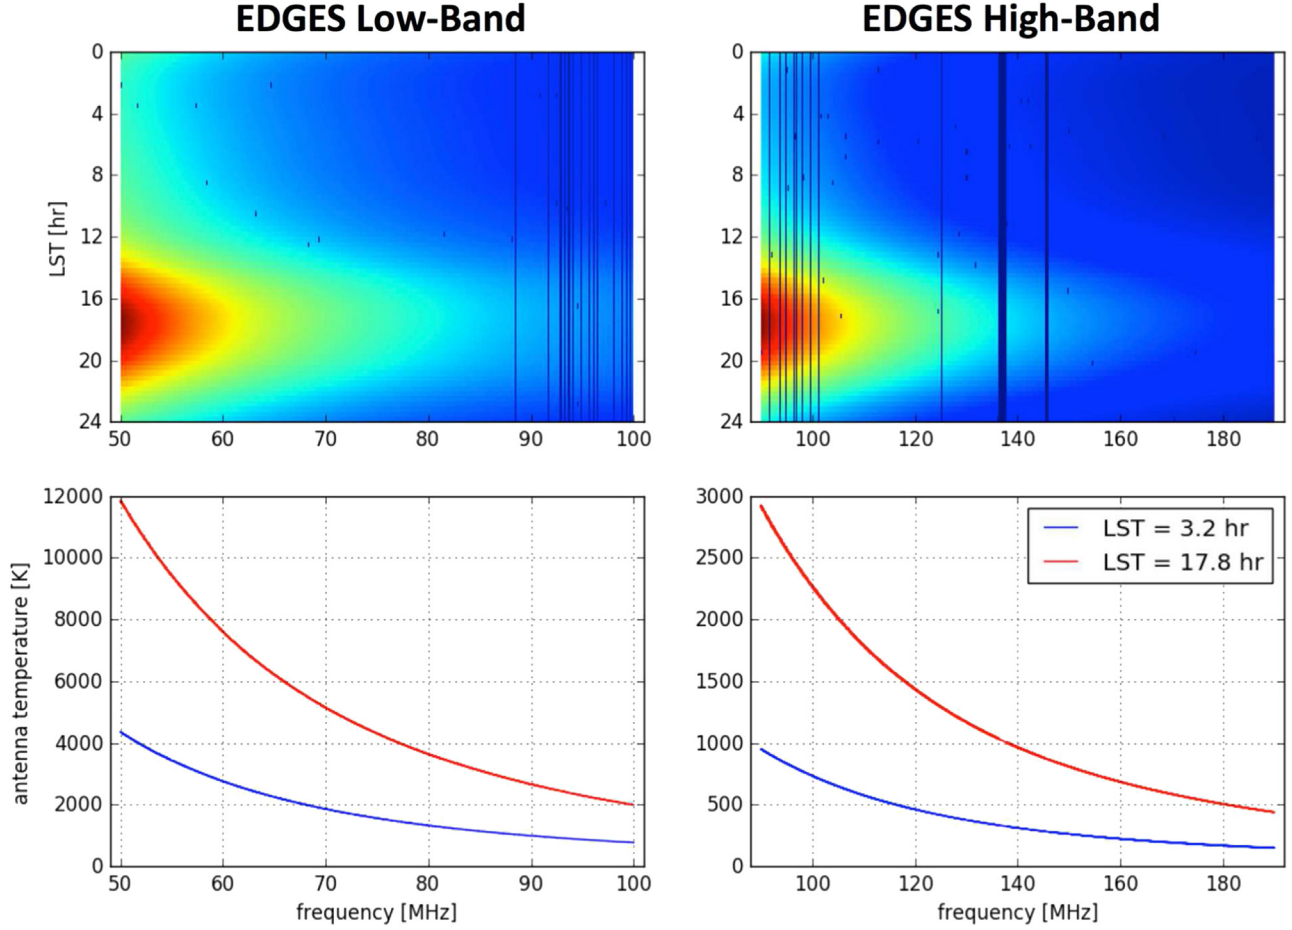 EDGES Low-Band
EDGES High-Band
0
4
8
12
16
20
24
LST [hr]
50 60 70 80 90 100
0
4
8
12
16
20
24
100 120 140 160 180
12000
10000
8000
6000
4000
2000
0
antenna temperature [K]
50 60 70 80 90 100
frequency [MHz]
3000
2500
2000
1500
1000
500
0
LST = 3.2 hr
LST = 17.8 hr
100 120 140 160 180
frequency [MHz]